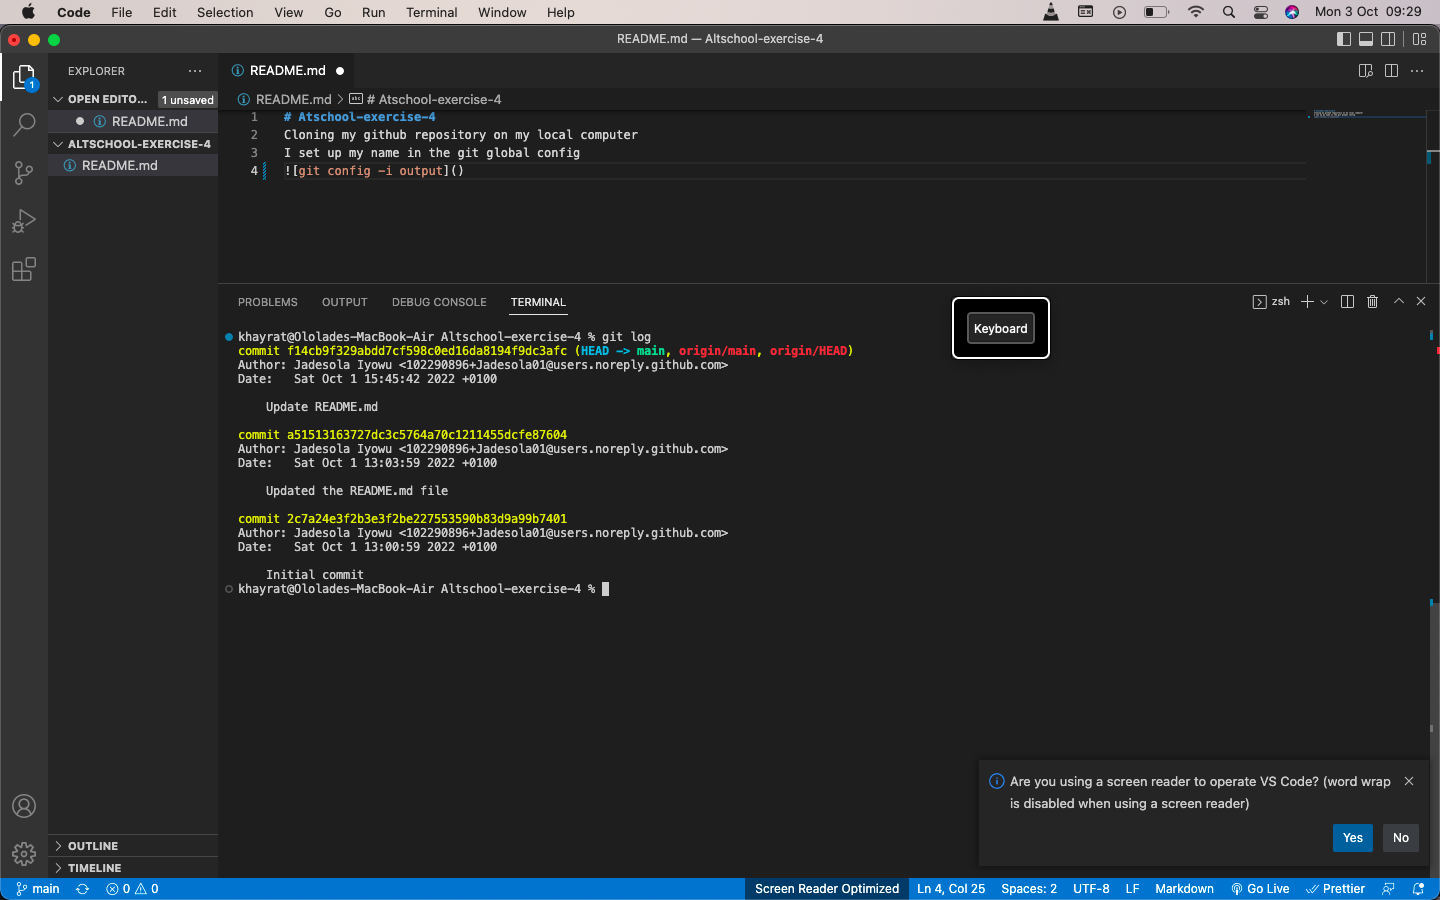 Code File Edit Selection View Go Run Terminal Window Help Mon 3 Oct 09:29
README.md — Altschool-exercise-4
EXPLORER
OPEN EDITO... 1 unsaved
README.md
ALTSCHOOL-EXERCISE-4
README.md
OUTLINE
TIMELINE
1
README.md
README.md > # Atschool-exercise-4
1 # Atschool-exercise-4
2 Cloning my github repository on my local computer
3 I set up my name in the git global config
4 ![git config -i output]()
PROBLEMS OUTPUT DEBUG CONSOLE TERMINAL
zsh
Keyboard
khayrat@Ololades-MacBook-Air Altschool-exercise-4 % git log
commit f14cb9f329abdd7cf598c0ed16da8194f9dc3afc (HEAD -> main, origin/main, origin/HEAD)
Author: Jadesola Iyowu <102290896+Jadesola01@users.noreply.github.com>
Date: Sat Oct 1 15:45:42 2022 +0100
Update README.md
commit a51513163727dc3c5764a70c1211455dcfe87604
Author: Jadesola Iyowu <102290896+Jadesola01@users.noreply.github.com>
Date: Sat Oct 1 13:03:59 2022 +0100
Updated the README.md file
commit 2c7a24e3f2b3e3f2be227553590b83d9a99b7401
Author: Jadesola Iyowu <102290896+Jadesola01@users.noreply.github.com>
Date: Sat Oct 1 13:00:59 2022 +0100
Initial commit
khayrat@Ololades-MacBook-Air Altschool-exercise-4 %
Are you using a screen reader to operate VS Code? (word wrap
is disabled when using a screen reader)
Yes No
main 0 0 Screen Reader Optimized Ln 4, Col 25 Spaces: 2 UTF-8 LF Markdown Go Live Prettier